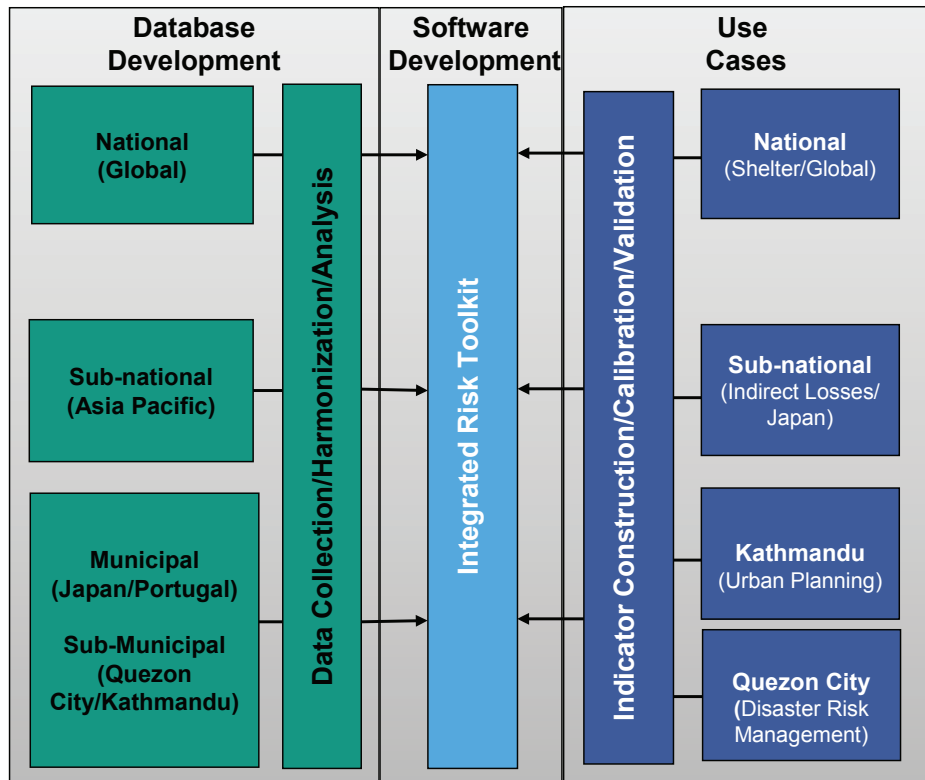 Database
Development
National
(Global)
Sub-national
(Asia Pacific)
Municipal
(Japan/Portugal)
Sub-Municipal
(Quezon
City/Kathmandu)
Data Collection/Harmonization/Analysis
Software
Development
Integrated Risk Toolkit
Use
Cases
Indicator Construction/Calibration/Validation
National
(Shelter/Global)
Sub-national
(Indirect Losses/
Japan)
Kathmandu
(Urban Planning)
Quezon City
(Disaster Risk
Management)